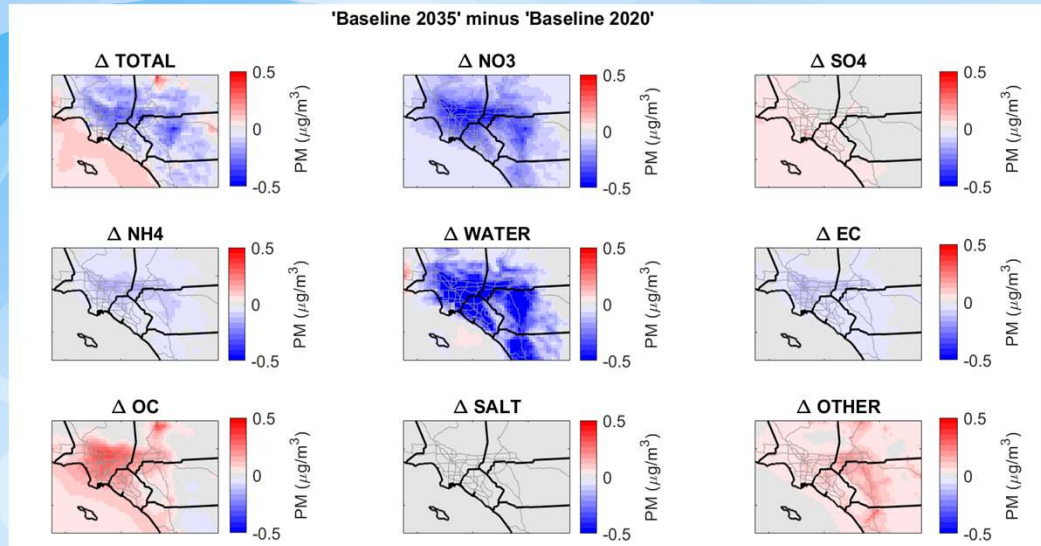 'Baseline 2035' minus 'Baseline 2020'
Δ TOTAL
0.5
0
-0.5
PM (μg/m³)
Δ NO3
0.5
0
-0.5
PM (μg/m³)
Δ SO4
0.5
0
-0.5
PM (μg/m³)
Δ NH4
0.5
0
-0.5
PM (μg/m³)
Δ WATER
0.5
0
-0.5
PM (μg/m³)
Δ EC
0.5
0
-0.5
PM (μg/m³)
Δ OC
0.5
0
-0.5
PM (μg/m³)
Δ SALT
0.5
0
-0.5
PM (μg/m³)
Δ OTHER
0.5
0
-0.5
PM (μg/m³)